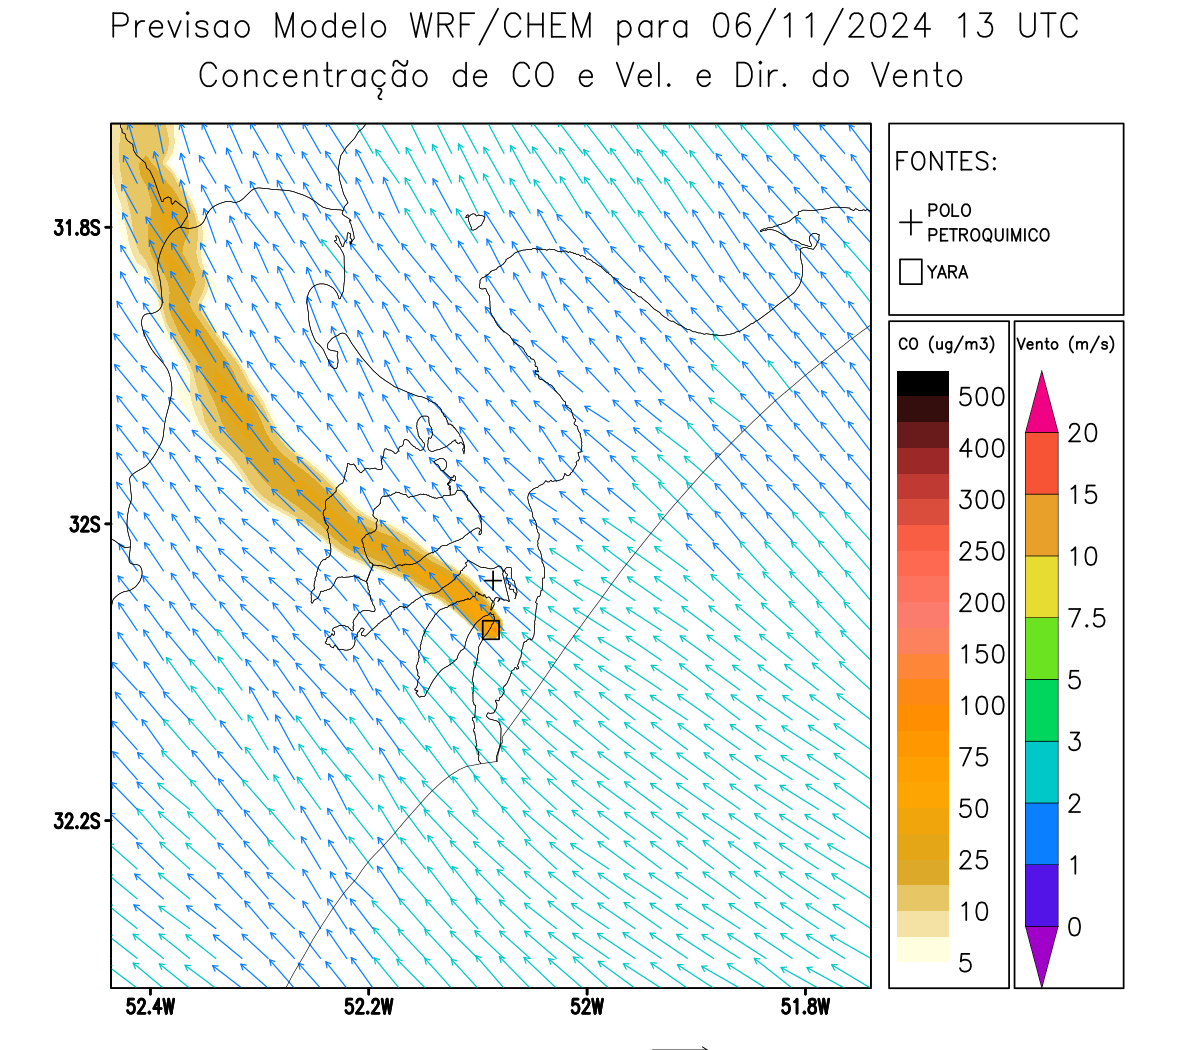 Previsao Modelo WRF/CHEM para 06/11/2024 13 UTC
Concentração de CO e Vel. e Dir. do Vento
FONTES:
POLO
PETROQUIMICO
YARA
CO (ug/m3)
500
400
300
250
200
150
100
75
50
25
10
5
Vento (m/s)
20
15
10
7.5
5
3
2
1
0
31.8S
32S
32.2S
52.4W
52.2W
52W
51.8W